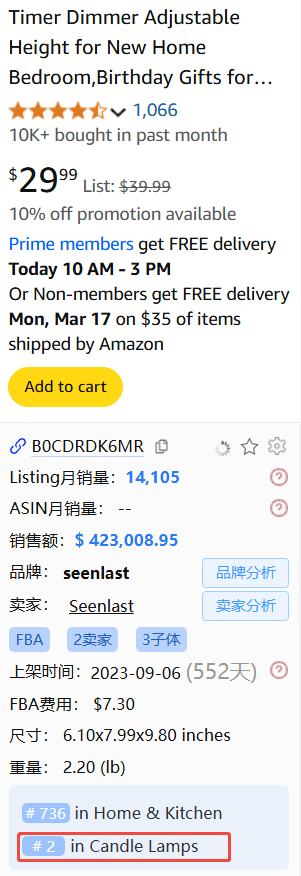 Timer Dimmer Adjustable
Height for New Home
Bedroom,Birthday Gifts for…
1,066
10K+ bought in past month
$29.99 List: $39.99
10% off promotion available
Prime members get FREE delivery
Today 10 AM - 3 PM
Or Non-members get FREE delivery
Mon, Mar 17 on $35 of items
shipped by Amazon
Add to cart
B0CDRDK6MR
Listing月销量: 14,105
ASIN月销量: --
销售额: $ 423,008.95
品牌: seenlast 品牌分析
卖家: Seenlast 卖家分析
FBA 2卖家 3子体
上架时间: 2023-09-06 (552天)
FBA费用: $7.30
尺寸: 6.10x7.99x9.80 inches
重量: 2.20 (lb)
# 736 in Home & Kitchen
# 2 in Candle Lamps